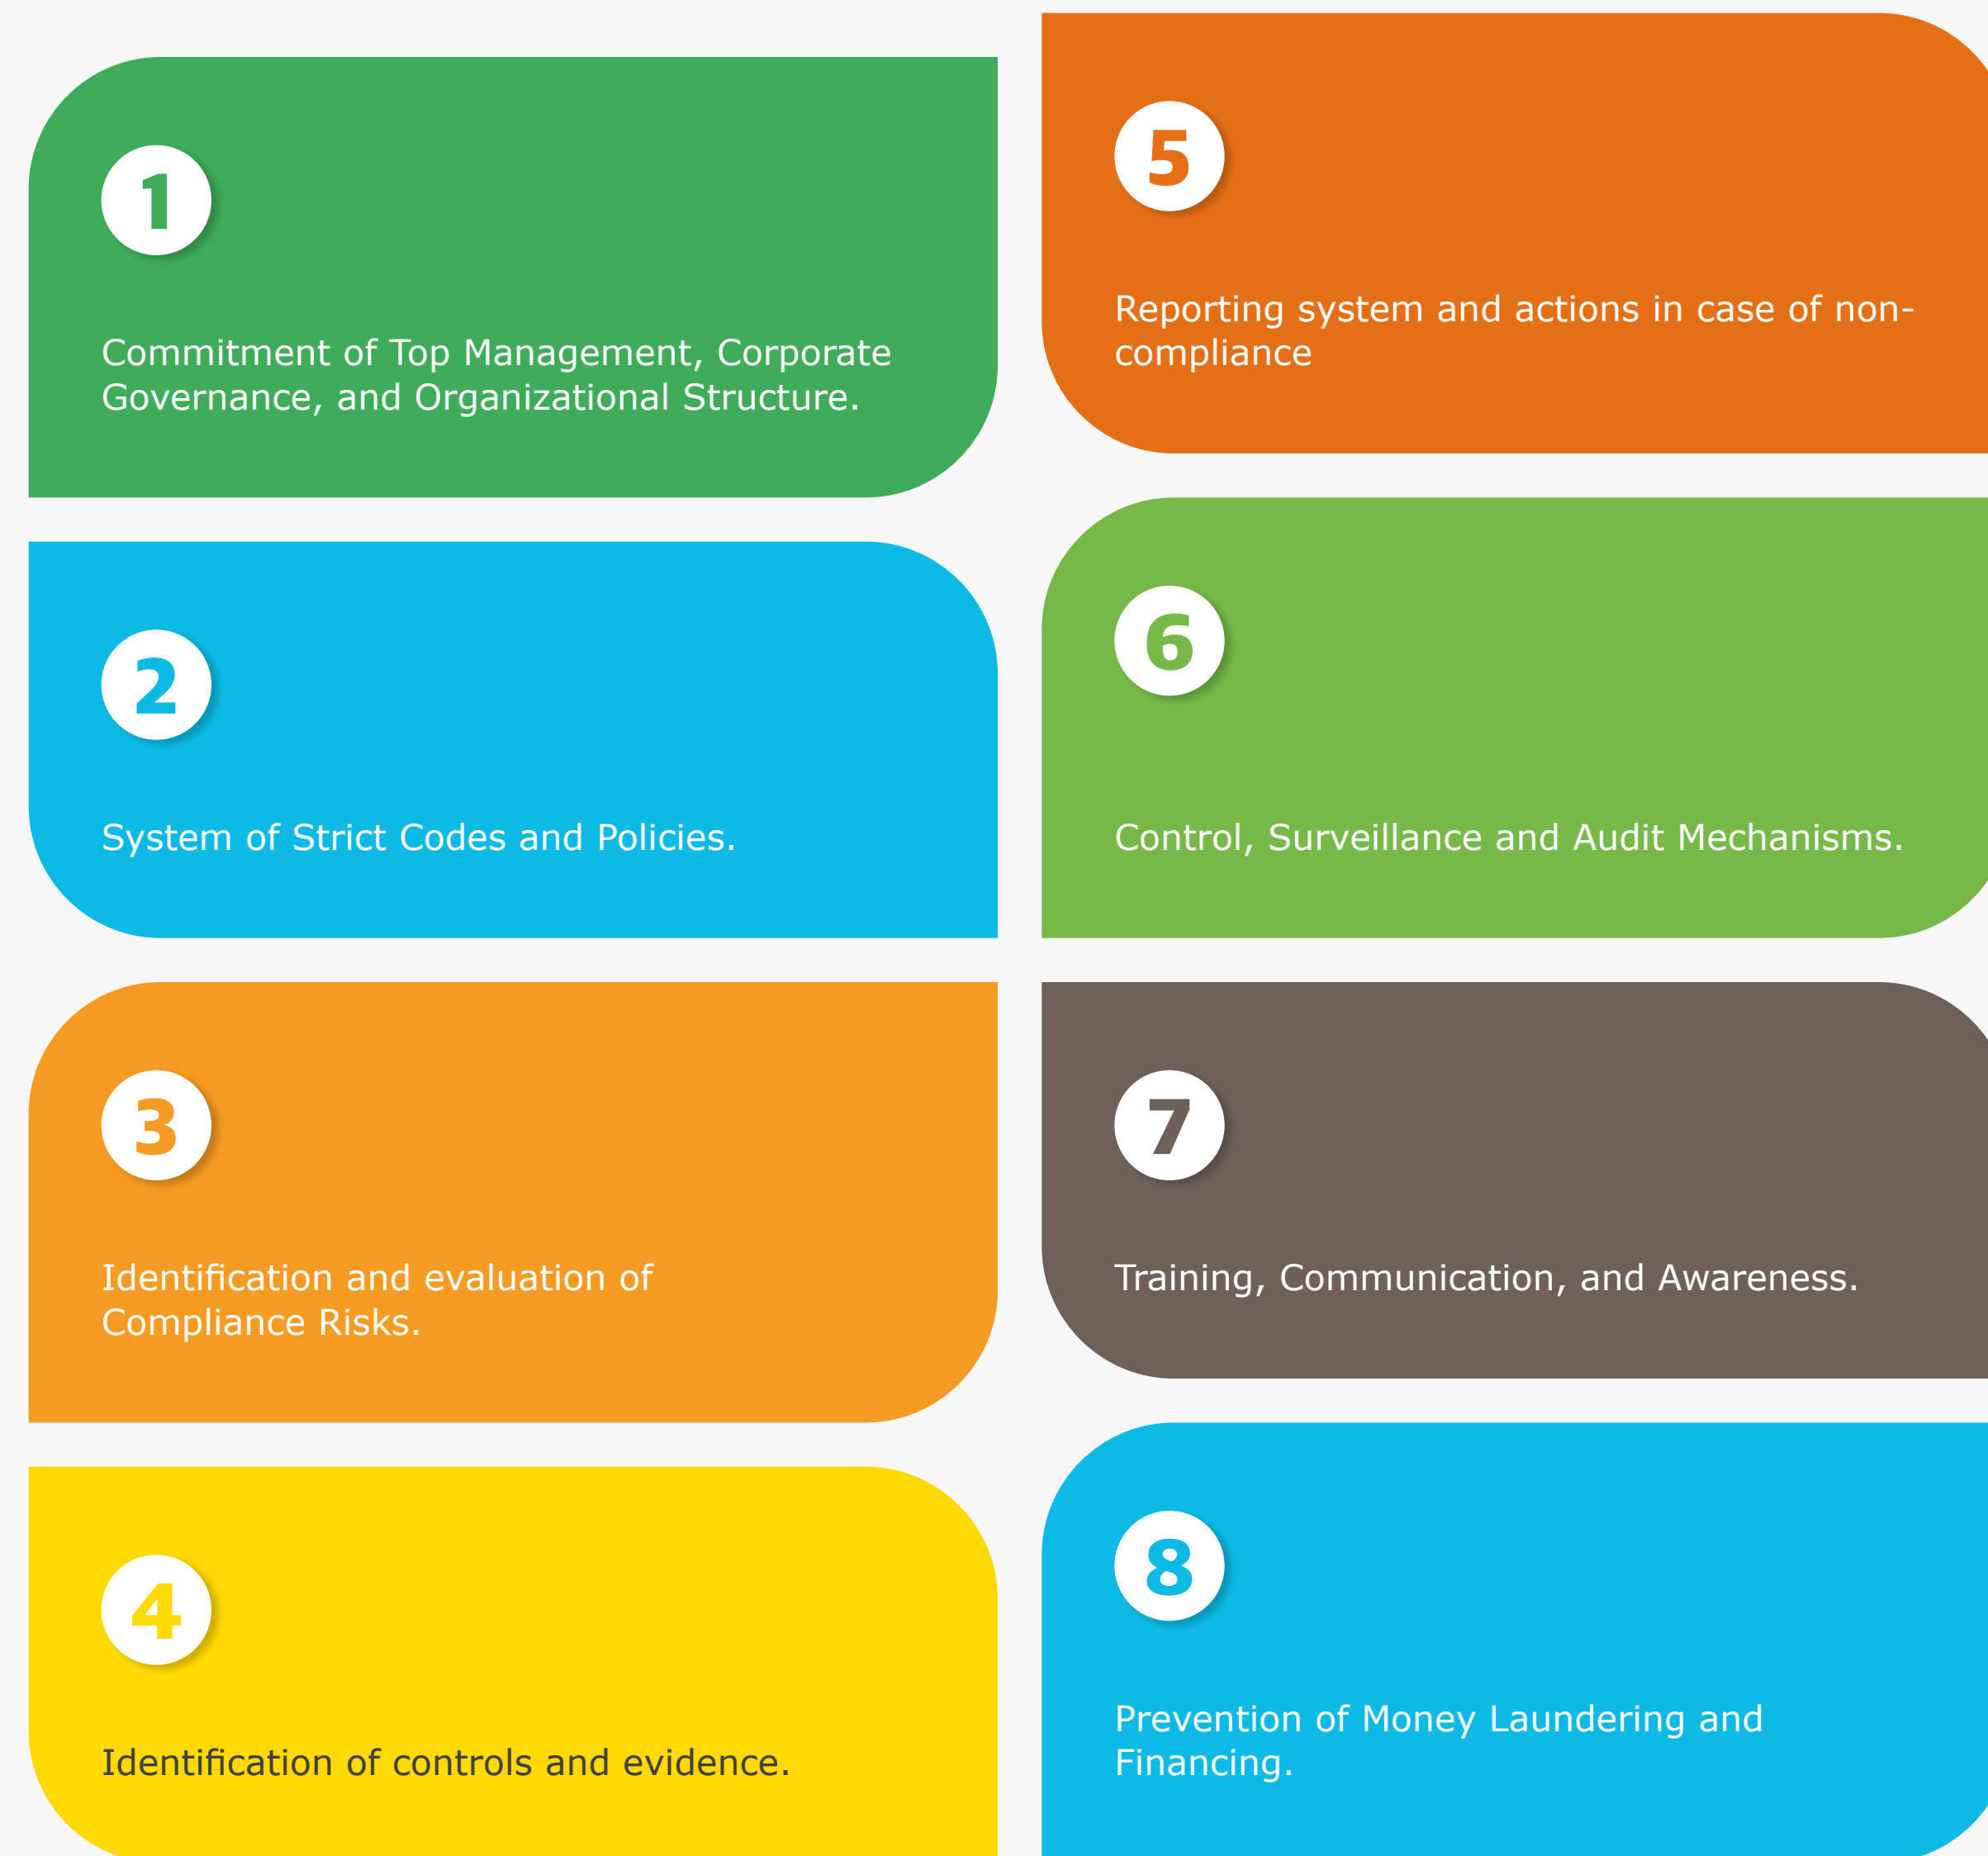 1
Commitment of Top Management, Corporate
Governance, and Organizational Structure.
2
System of Strict Codes and Policies.
3
Identification and evaluation of
Compliance Risks.
4
Identification of controls and evidence.
5
Reporting system and actions in case of non-
compliance
6
Control, Surveillance and Audit Mechanisms.
7
Training, Communication, and Awareness.
8
Prevention of Money Laundering and
Financing.